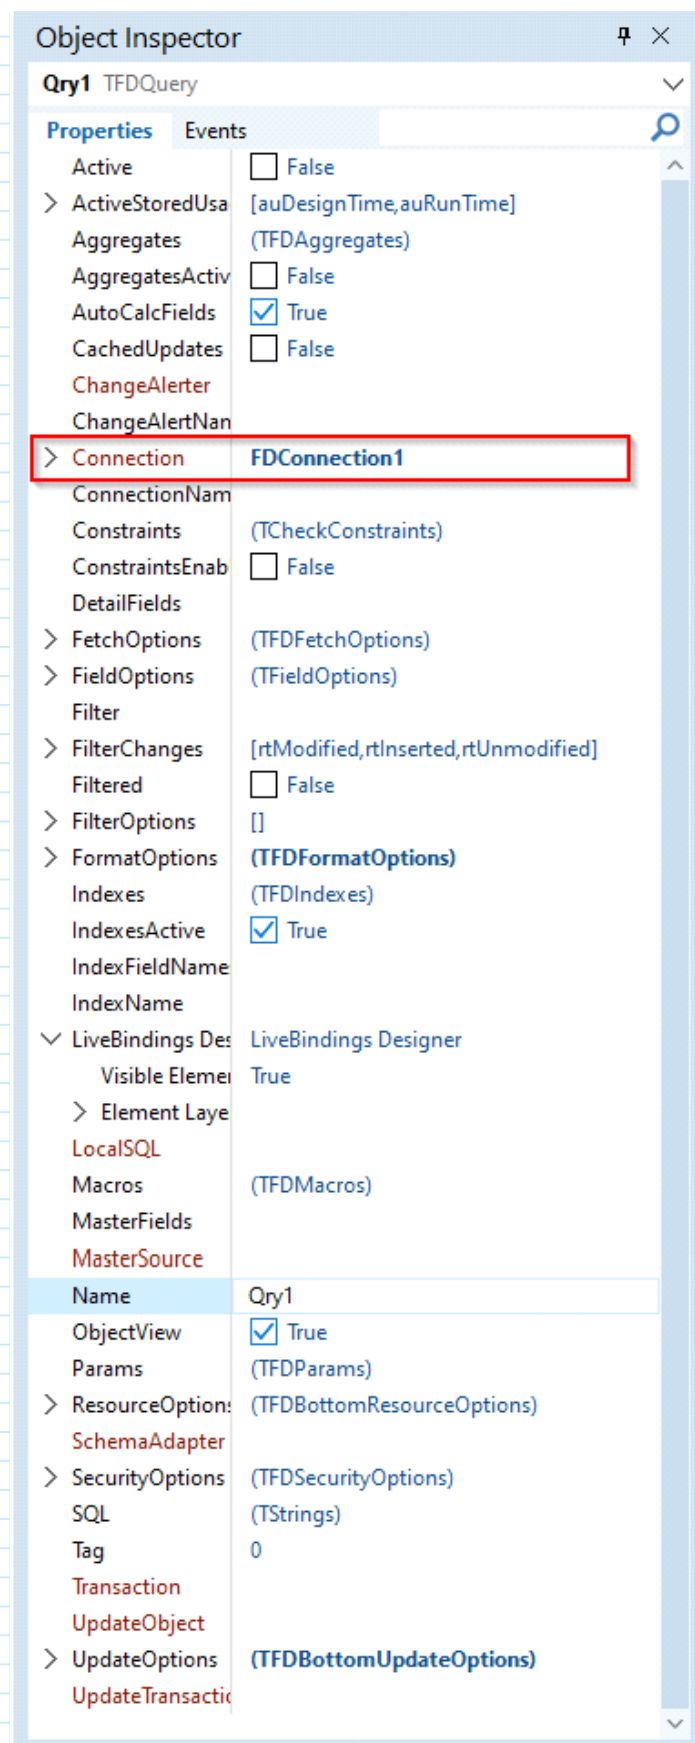 Object Inspector
Qry1 TFDQuery
Properties Events
Active False
ActiveStoredUsa [auDesignTime,auRunTime]
Aggregates (TFDAggregates)
AggregatesActiv False
AutoCalcFields True
CachedUpdates False
ChangeAlerter
ChangeAlertNan
Connection FDConnection1
ConnectionNam
Constraints (TCheckConstraints)
ConstraintsEnab False
DetailFields
FetchOptions (TFDFetchOptions)
FieldOptions (TFieldOptions)
Filter
FilterChanges [rtModified,rtInserted,rtUnmodified]
Filtered False
FilterOptions []
FormatOptions (TFDFormatOptions)
Indexes (TFDIndexes)
IndexesActive True
IndexFieldName
IndexName
LiveBindings Des LiveBindings Designer
Visible Elemen True
Element Laye
LocalSQL
Macros (TFDMacros)
MasterFields
MasterSource
Name Qry1
ObjectView True
Params (TFDParams)
ResourceOptions (TFDBottomResourceOptions)
SchemaAdapter
SecurityOptions (TFDSecurityOptions)
SQL (TStrings)
Tag 0
Transaction
UpdateObject
UpdateOptions (TFDBottomUpdateOptions)
UpdateTransactio